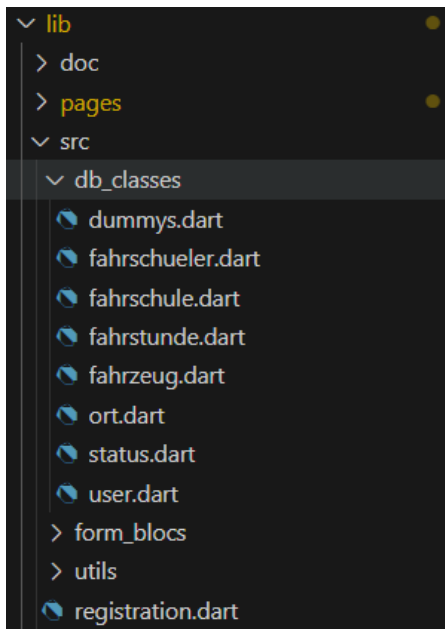 lib
doc
pages
src
db_classes
dummys.dart
fahrschueler.dart
fahrschule.dart
fahrstunde.dart
fahrzeug.dart
ort.dart
status.dart
user.dart
form_blocs
utils
registration.dart